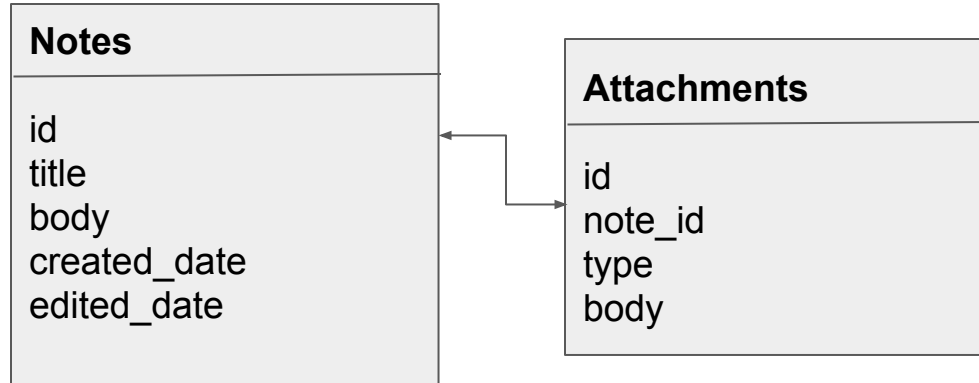 Notes
id
title
body
created_date
edited_date
Attachments
id
note_id
type
body